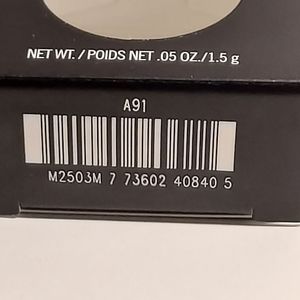 NET WT. / POIDS NET .05 OZ./1.5 g
A91
M2503M 7 73602 40840 5